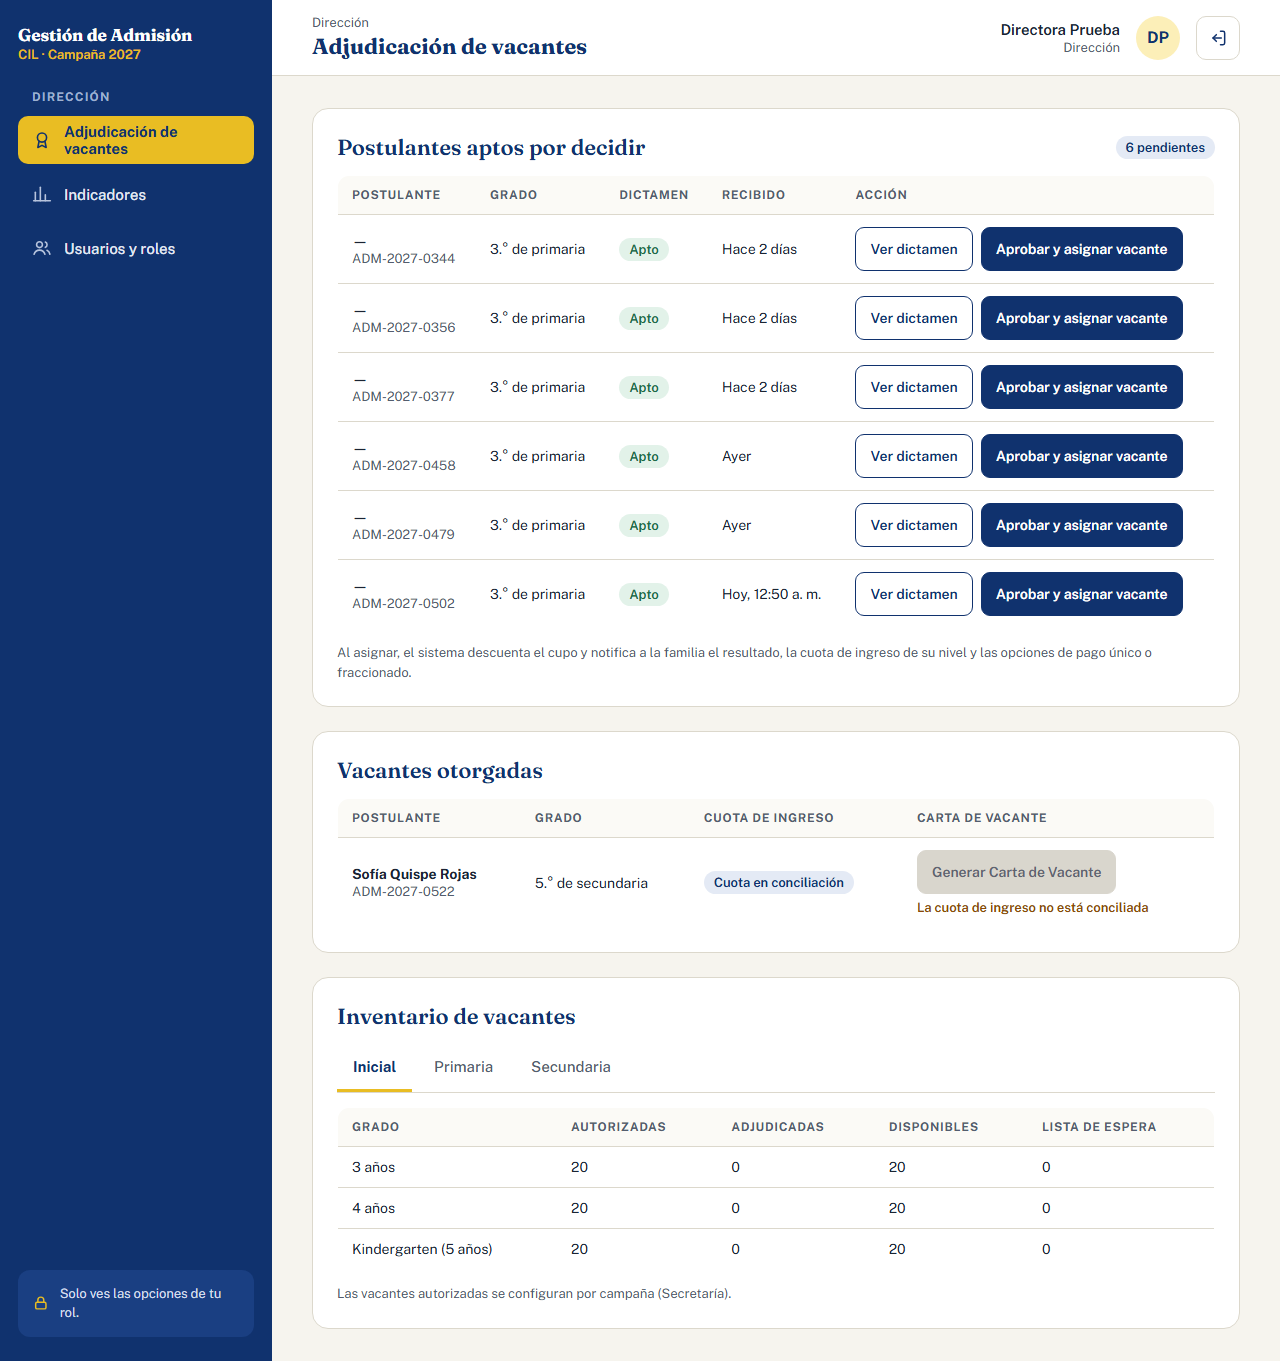 Gestión de Admisión
CIL · Campaña 2027
DIRECCIÓN
Adjudicación de
vacantes
Indicadores
Usuarios y roles
Solo ves las opciones de tu
rol.
Dirección
Adjudicación de vacantes
Directora Prueba
Dirección
DP
Postulantes aptos por decidir
6 pendientes
POSTULANTE GRADO DICTAMEN RECIBIDO ACCIÓN
—
ADM-2027-0344 3.° de primaria Apto Hace 2 días Ver dictamen Aprobar y asignar vacante
—
ADM-2027-0356 3.° de primaria Apto Hace 2 días Ver dictamen Aprobar y asignar vacante
—
ADM-2027-0377 3.° de primaria Apto Hace 2 días Ver dictamen Aprobar y asignar vacante
—
ADM-2027-0458 3.° de primaria Apto Ayer Ver dictamen Aprobar y asignar vacante
—
ADM-2027-0479 3.° de primaria Apto Ayer Ver dictamen Aprobar y asignar vacante
—
ADM-2027-0502 3.° de primaria Apto Hoy, 12:50 a. m. Ver dictamen Aprobar y asignar vacante
Al asignar, el sistema descuenta el cupo y notifica a la familia el resultado, la cuota de ingreso de su nivel y las opciones de pago único o
fraccionado.
Vacantes otorgadas
POSTULANTE GRADO CUOTA DE INGRESO CARTA DE VACANTE
Sofía Quispe Rojas
ADM-2027-0522 5.° de secundaria Cuota en conciliación Generar Carta de Vacante
La cuota de ingreso no está conciliada
Inventario de vacantes
Inicial Primaria Secundaria
GRADO AUTORIZADAS ADJUDICADAS DISPONIBLES LISTA DE ESPERA
3 años 20 0 20 0
4 años 20 0 20 0
Kindergarten (5 años) 20 0 20 0
Las vacantes autorizadas se configuran por campaña (Secretaría).